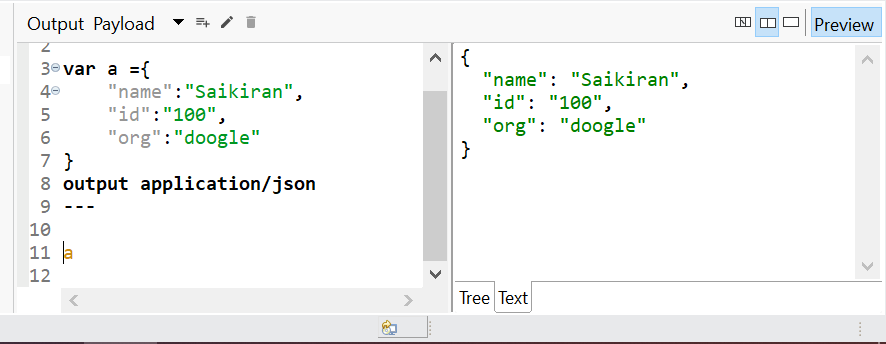 Output Payload
Preview
2
3 var a ={
4 "name":"Saikiran",
5 "id":"100",
6 "org":"doogle"
7 }
8 output application/json
9 ---
10
11 a
12
{
"name": "Saikiran",
"id": "100",
"org": "doogle"
}
Tree Text